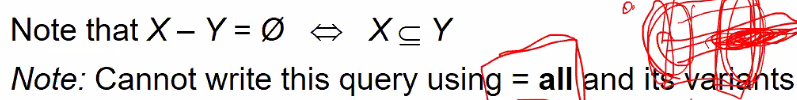 Note that X – Y = Ø ⇔ X ⊆ Y
Note: Cannot write this query using = all and its variants